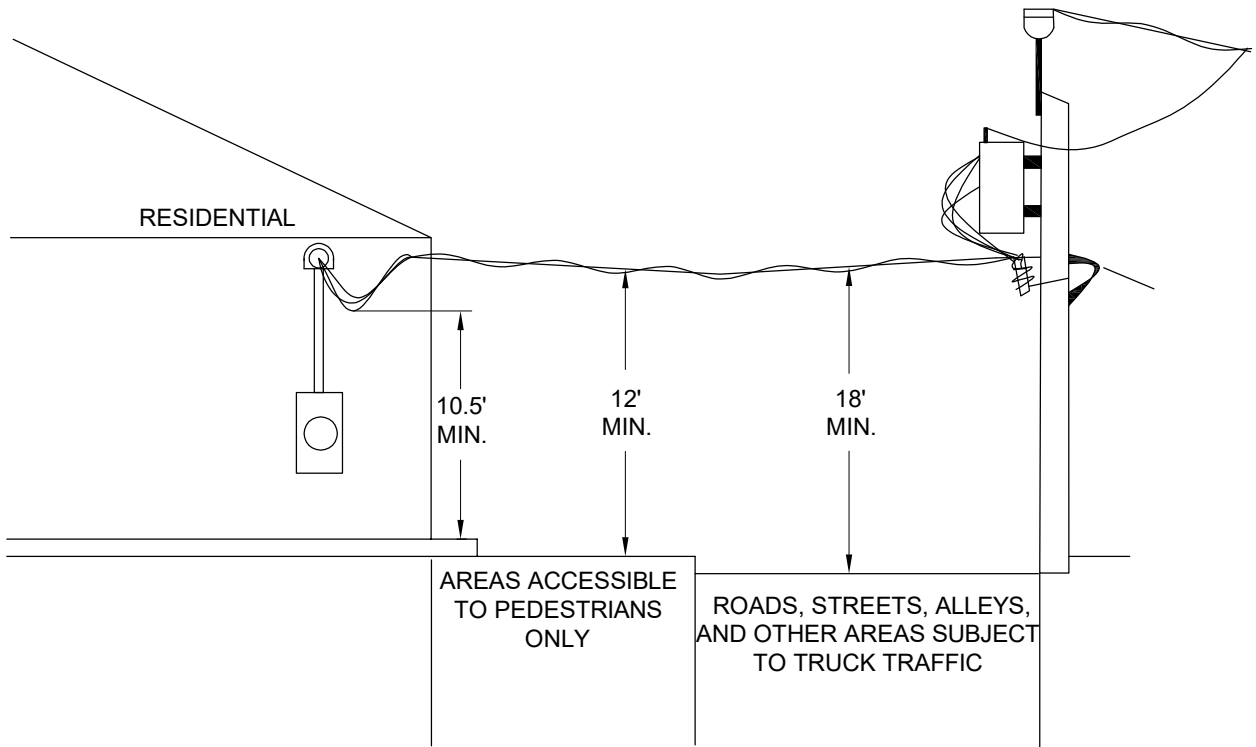 RESIDENTIAL
10.5'
MIN.
12'
MIN.
18'
MIN.
AREAS ACCESSIBLE
TO PEDESTRIANS
ONLY
ROADS, STREETS, ALLEYS,
AND OTHER AREAS SUBJECT
TO TRUCK TRAFFIC